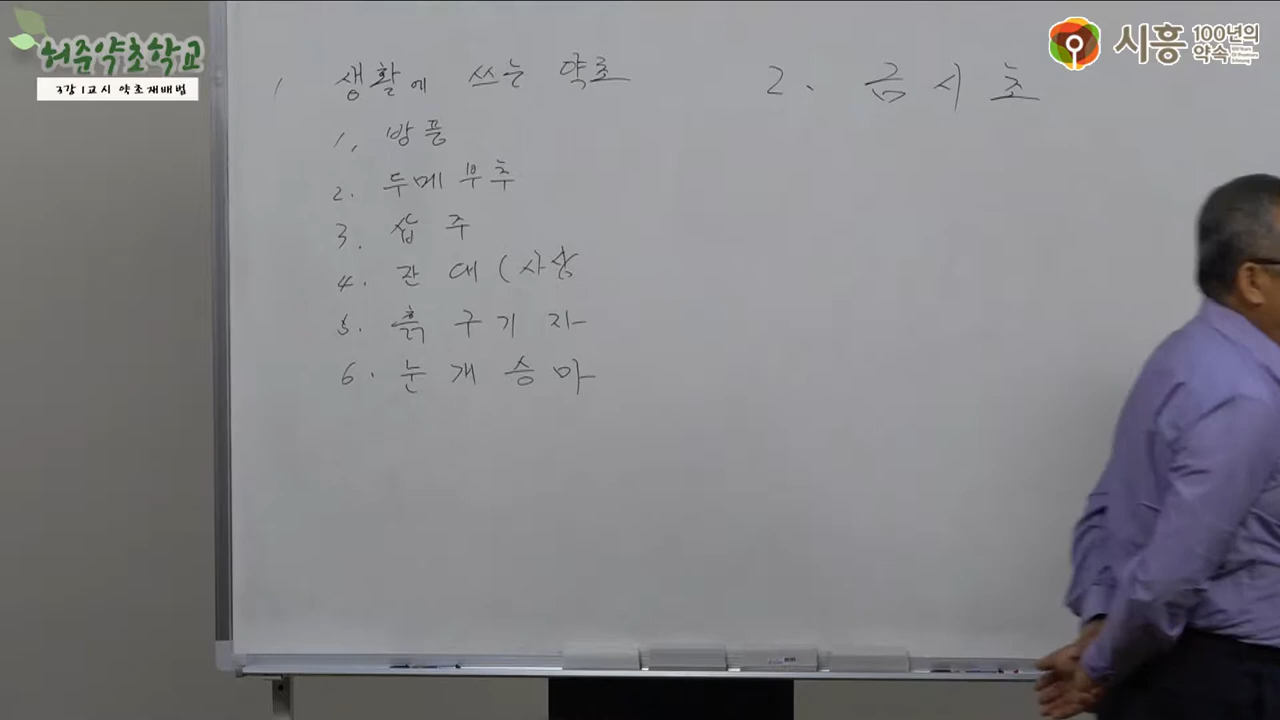 허준약초학교
3강 1교시 약초재배법
시흥 100년의 약속
1 생활에 쓰는 약초
1, 방풍
2. 두메부추
3. 삽주
4. 잔대 (사삼
5. 흙구기자
6. 눈개승마
2. 금시초